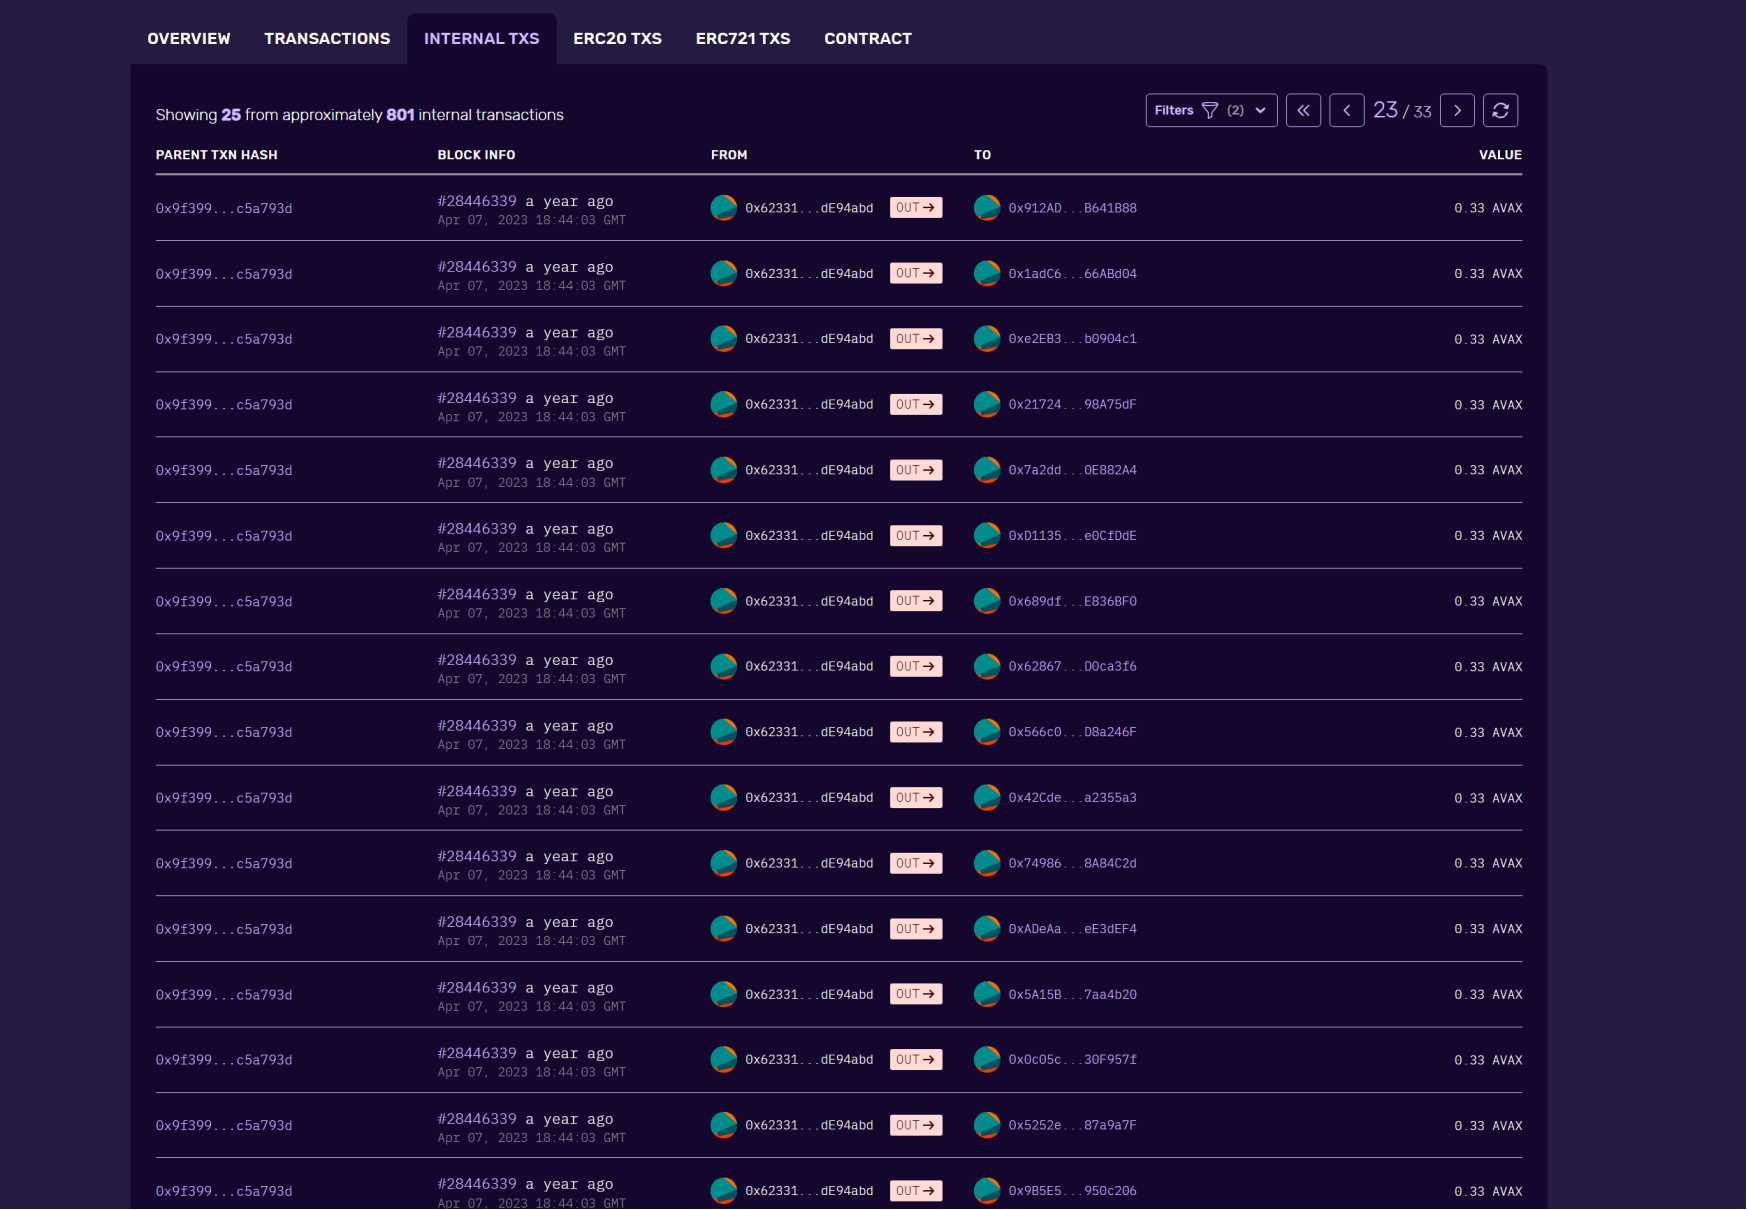 OVERVIEW TRANSACTIONS INTERNAL TXS ERC20 TXS ERC721 TXS CONTRACT
Showing 25 from approximately 801 internal transactions
Filters (2) 23 / 33
PARENT TXN HASH BLOCK INFO FROM TO VALUE
0x9f399...c5a793d #28446339 a year ago 0x62331...dE94abd OUT → 0x912AD...B641B88 0.33 AVAX
Apr 07, 2023 18:44:03 GMT
0x9f399...c5a793d #28446339 a year ago 0x62331...dE94abd OUT → 0x1adC6...66ABd04 0.33 AVAX
Apr 07, 2023 18:44:03 GMT
0x9f399...c5a793d #28446339 a year ago 0x62331...dE94abd OUT → 0xe2EB3...b0904c1 0.33 AVAX
Apr 07, 2023 18:44:03 GMT
0x9f399...c5a793d #28446339 a year ago 0x62331...dE94abd OUT → 0x21724...98A75dF 0.33 AVAX
Apr 07, 2023 18:44:03 GMT
0x9f399...c5a793d #28446339 a year ago 0x62331...dE94abd OUT → 0x7a2dd...0E882A4 0.33 AVAX
Apr 07, 2023 18:44:03 GMT
0x9f399...c5a793d #28446339 a year ago 0x62331...dE94abd OUT → 0xD1135...e0CfDdE 0.33 AVAX
Apr 07, 2023 18:44:03 GMT
0x9f399...c5a793d #28446339 a year ago 0x62331...dE94abd OUT → 0x689df...E836BF0 0.33 AVAX
Apr 07, 2023 18:44:03 GMT
0x9f399...c5a793d #28446339 a year ago 0x62331...dE94abd OUT → 0x62867...D0ca3f6 0.33 AVAX
Apr 07, 2023 18:44:03 GMT
0x9f399...c5a793d #28446339 a year ago 0x62331...dE94abd OUT → 0x566c0...D8a246F 0.33 AVAX
Apr 07, 2023 18:44:03 GMT
0x9f399...c5a793d #28446339 a year ago 0x62331...dE94abd OUT → 0x42Cde...a2355a3 0.33 AVAX
Apr 07, 2023 18:44:03 GMT
0x9f399...c5a793d #28446339 a year ago 0x62331...dE94abd OUT → 0x74986...8A84C2d 0.33 AVAX
Apr 07, 2023 18:44:03 GMT
0x9f399...c5a793d #28446339 a year ago 0x62331...dE94abd OUT → 0xADeAa...eE3dEF4 0.33 AVAX
Apr 07, 2023 18:44:03 GMT
0x9f399...c5a793d #28446339 a year ago 0x62331...dE94abd OUT → 0x5A15B...7aa4b20 0.33 AVAX
Apr 07, 2023 18:44:03 GMT
0x9f399...c5a793d #28446339 a year ago 0x62331...dE94abd OUT → 0x0c05c...30F957f 0.33 AVAX
Apr 07, 2023 18:44:03 GMT
0x9f399...c5a793d #28446339 a year ago 0x62331...dE94abd OUT → 0x5252e...87a9a7F 0.33 AVAX
Apr 07, 2023 18:44:03 GMT
0x9f399...c5a793d #28446339 a year ago 0x62331...dE94abd OUT → 0x9B5E5...950c206 0.33 AVAX
Apr 07, 2023 18:44:03 GMT